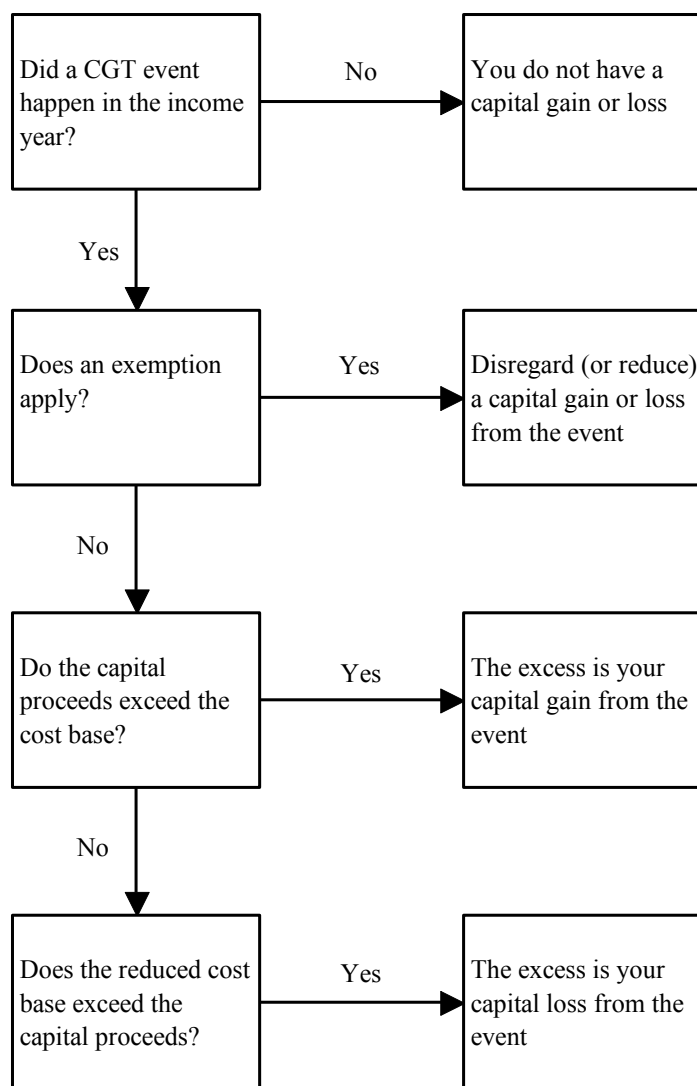 Did a CGT event
happen in the income
year?
No
You do not have a
capital gain or loss
Yes
Does an exemption
apply?
Yes
Disregard (or reduce)
a capital gain or loss
from the event
No
Do the capital
proceeds exceed the
cost base?
Yes
The excess is your
capital gain from the
event
No
Does the reduced cost
base exceed the
capital proceeds?
Yes
The excess is your
capital loss from the
event